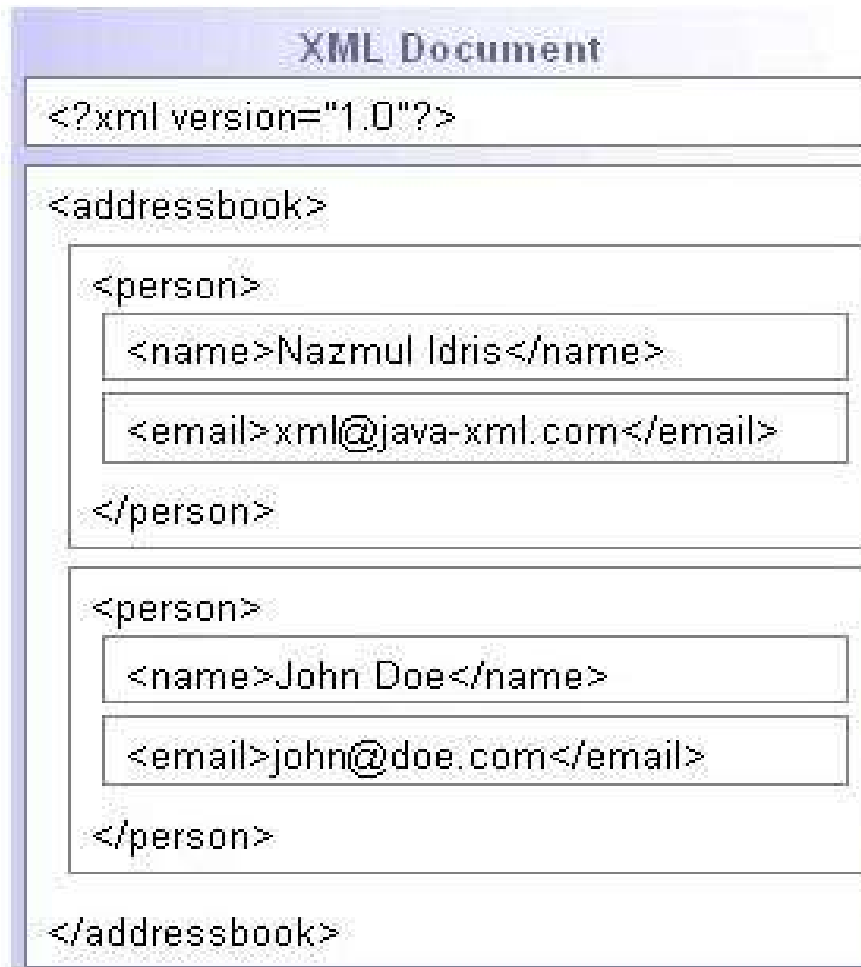 XML Document
<?xml version="1.0"?>
<addressbook>
<person>
<name>Nazmul Idris</name>
<email>xml@java-xml.com</email>
</person>
<person>
<name>John Doe</name>
<email>john@doe.com</email>
</person>
</addressbook>